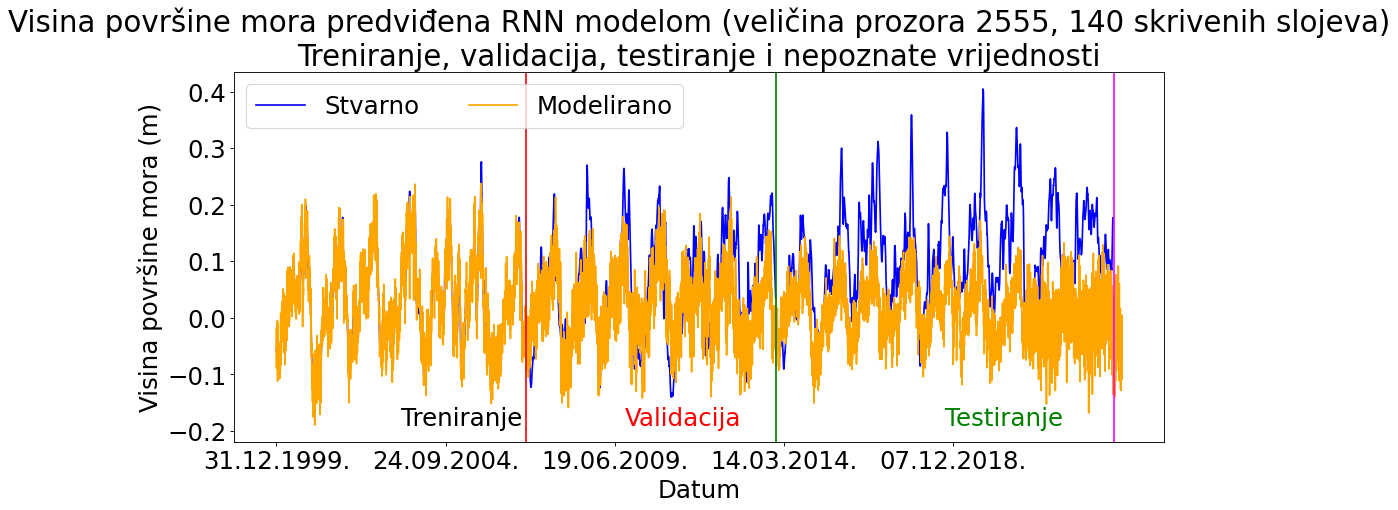 Visina površine mora predviđena RNN modelom (veličina prozora 2555, 140 skrivenih slojeva)
Treniranje, validacija, testiranje i nepoznate vrijednosti
Stvarno Modelirano
Visina površine mora (m)
0.4
0.3
0.2
0.1
0.0
−0.1
−0.2
Treniranje Validacija Testiranje
31.12.1999. 24.09.2004. 19.06.2009. 14.03.2014. 07.12.2018.
Datum